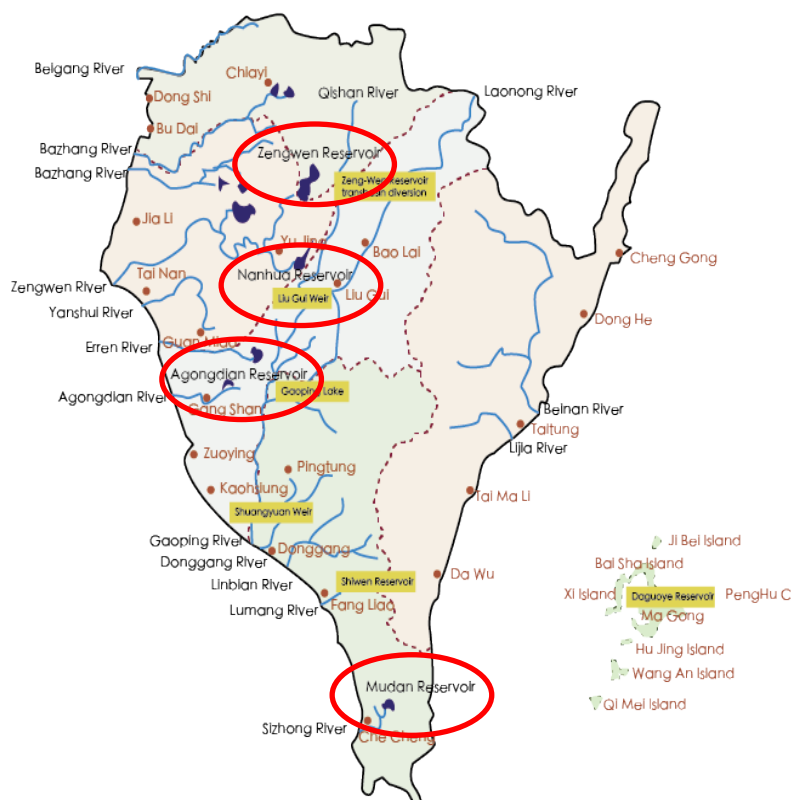 Beigang River
Chiayi
Dong Shi
Qishan River
Laonong River
Bu Dai
Bazhang River
Zengwen Reservoir
Bazhang River
Zeng-Wen Reservoir
transbasin diversion
Jia Li
Yu Jing
Bao Lai
Cheng Gong
Tai Nan
Nanhua Reservoir
Zengwen River
Liu Gui Weir
Liu Gui
Yanshui River
Dong He
Guan Miao
Erren River
Agongdian Reservoir
Gaoping Lake
Agongdian River
Gang Shan
Beinan River
Taitung
Lijia River
Zuoying
Pingtung
Kaohsiung
Tai Ma Li
Shuangyuan Weir
Gaoping River
Donggang
Ji Bei Island
Donggang River
Bai Sha Island
Linbian River
Shiwen Reservoir
Da Wu
Xi Island
Daguoye Reservoir
PengHu C
Lumang River
Fang Liao
Ma Gong
Hu Jing Island
Wang An Island
Mudan Reservoir
Qi Mei Island
Sizhong River
Che Cheng